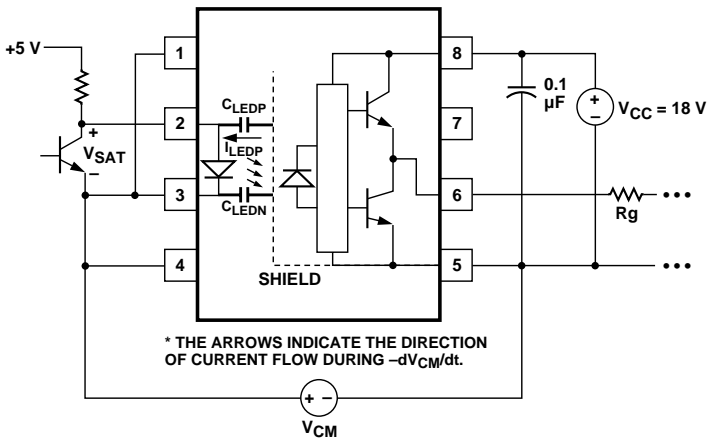 +5 V
1
8
CLEDP
0.1
µF
+
–
VCC = 18 V
+
2
ILEDP
7
VSAT
–
3
CLEDN
6
Rg
•••
4
SHIELD
5
•••
* THE ARROWS INDICATE THE DIRECTION
OF CURRENT FLOW DURING –dVCM/dt.
+ –
VCM